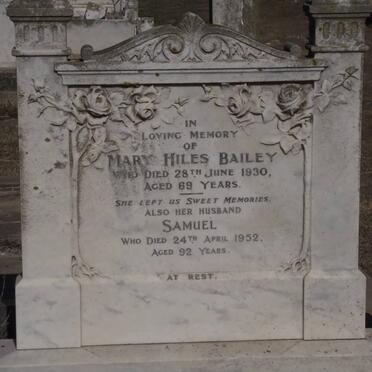 IN
LOVING MEMORY
OF
MARY HILES BAILEY
WHO DIED 28TH JUNE 1930,
AGED 69 YEARS.
SHE LEFT US SWEET MEMORIES.
ALSO HER HUSBAND
SAMUEL
WHO DIED 24TH APRIL 1952.
AGED 92 YEARS.
AT REST.